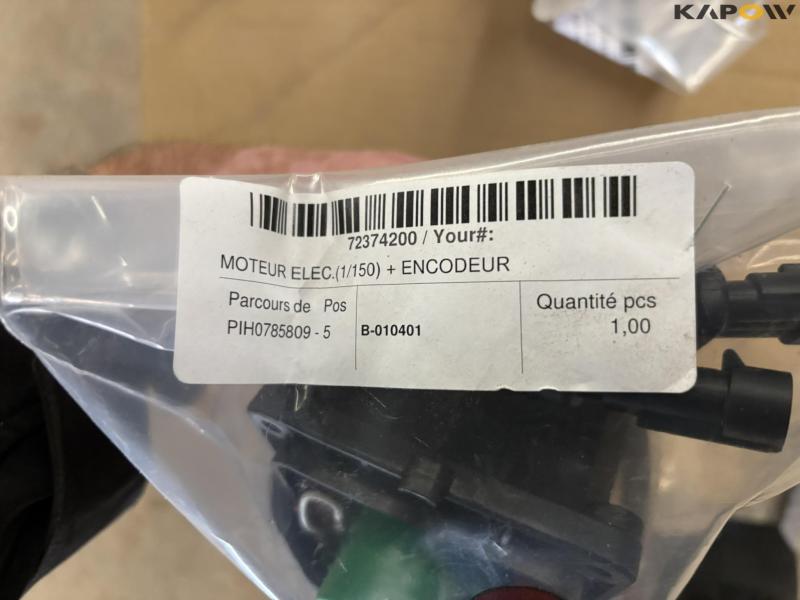 KAPOW
72374200 / Your#:
MOTEUR ELEC.(1/150) + ENCODEUR
Parcours de Pos
PIH0785809 - 5
B-010401
Quantité pcs
1,00